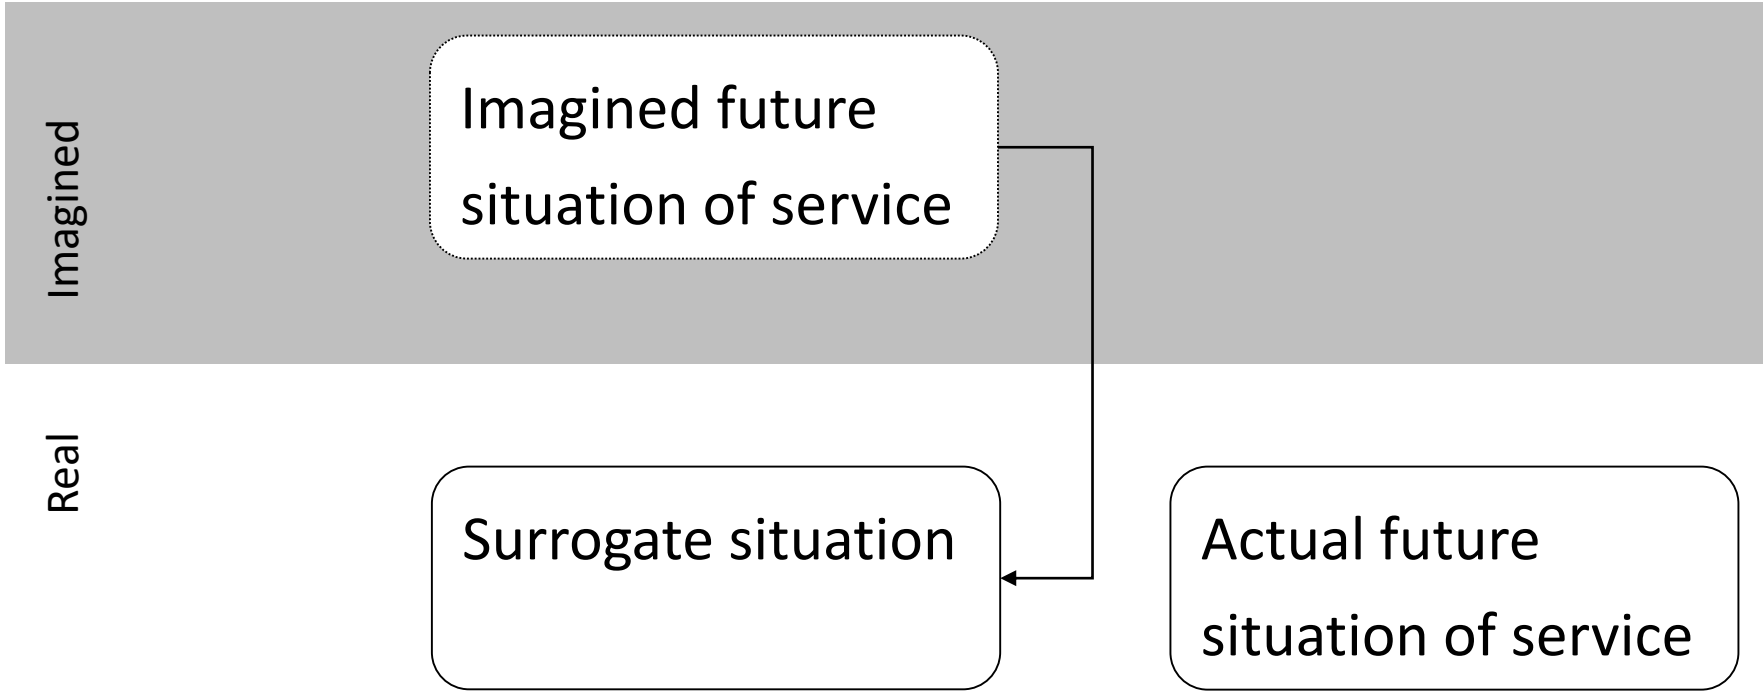 Imagined
Imagined future
situation of service
Real
Surrogate situation
Actual future
situation of service